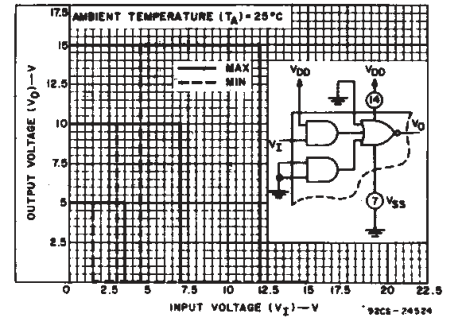 17.5
AMBIENT TEMPERATURE (TA) = 25°C
15
MAX
MIN
12.5
10
7.5
5
2.5
OUTPUT VOLTAGE (VO)—V
VDD
VDD
14
VI
VO
7
VSS
0
2.5
5
7.5
10
12.5
15
17.5
20
22.5
INPUT VOLTAGE (VI)—V
92CS-24524